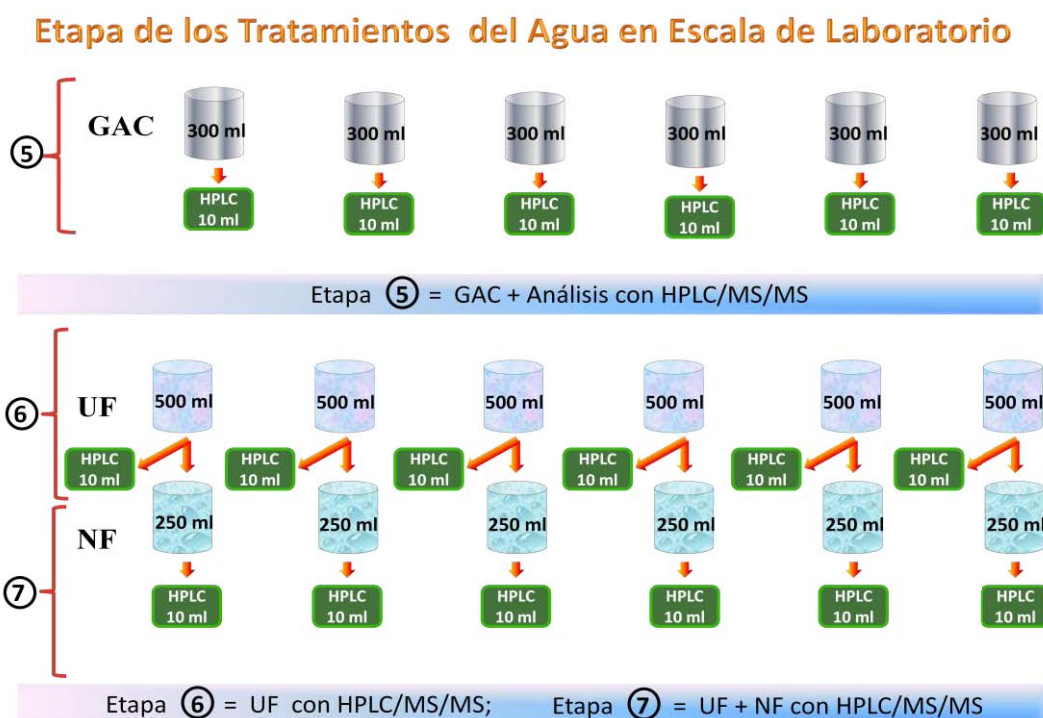 Etapa de los Tratamientos del Agua en Escala de Laboratorio
5
GAC
300 ml 300 ml 300 ml 300 ml 300 ml 300 ml
HPLC HPLC HPLC HPLC HPLC HPLC
10 ml 10 ml 10 ml 10 ml 10 ml 10 ml
Etapa 5 = GAC + Análisis con HPLC/MS/MS
6
UF
500 ml 500 ml 500 ml 500 ml 500 ml 500 ml
HPLC HPLC HPLC HPLC HPLC HPLC
10 ml 10 ml 10 ml 10 ml 10 ml 10 ml
7
NF
250 ml 250 ml 250 ml 250 ml 250 ml 250 ml
HPLC HPLC HPLC HPLC HPLC HPLC
10 ml 10 ml 10 ml 10 ml 10 ml 10 ml
Etapa 6 = UF con HPLC/MS/MS; Etapa 7 = UF + NF con HPLC/MS/MS